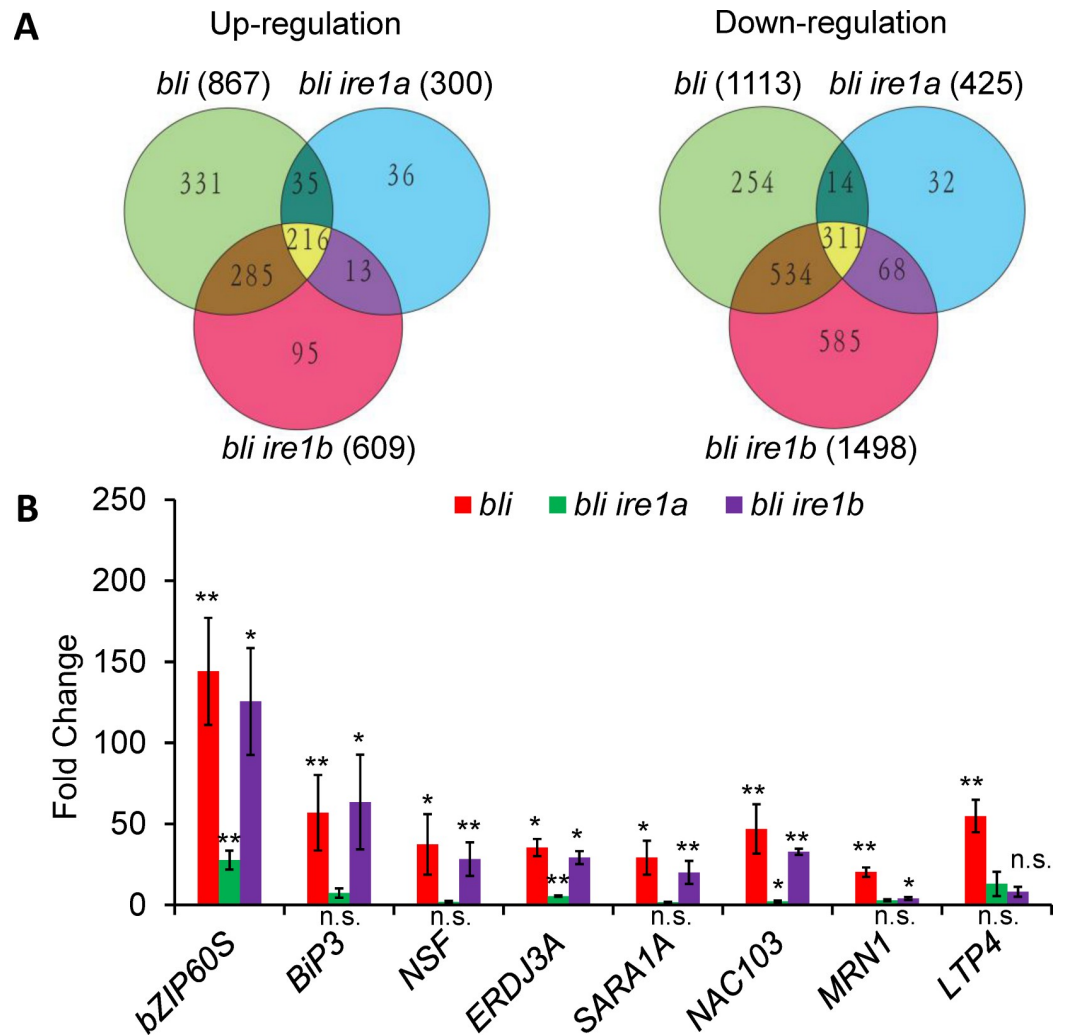 A
Up-regulation
Down-regulation
bli (867) bli ire1a (300)
bli (1113) bli ire1a (425)
331
35
36
216
285
13
95
254
14
32
311
534
68
585
bli ire1b (609)
bli ire1b (1498)
B
bli
bli ire1a
bli ire1b
Fold Change
250
200
150
100
50
0
** ** *
** n.s. *
* n.s. **
* ** *
* n.s. **
** * **
** n.s. *
** n.s. n.s.
bZIP60S
BiP3
NSF
ERDJ3A
SARA1A
NAC103
MRN1
LTP4